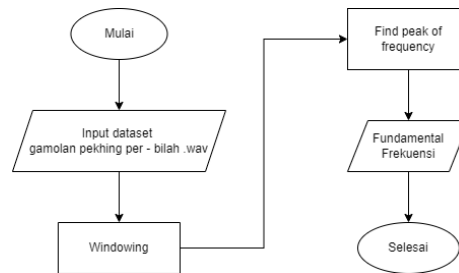 Mulai
Input dataset
gamolan pekhing per - bilah .wav
Windowing
Find peak of
frequency
Fundamental
Frekuensi
Selesai